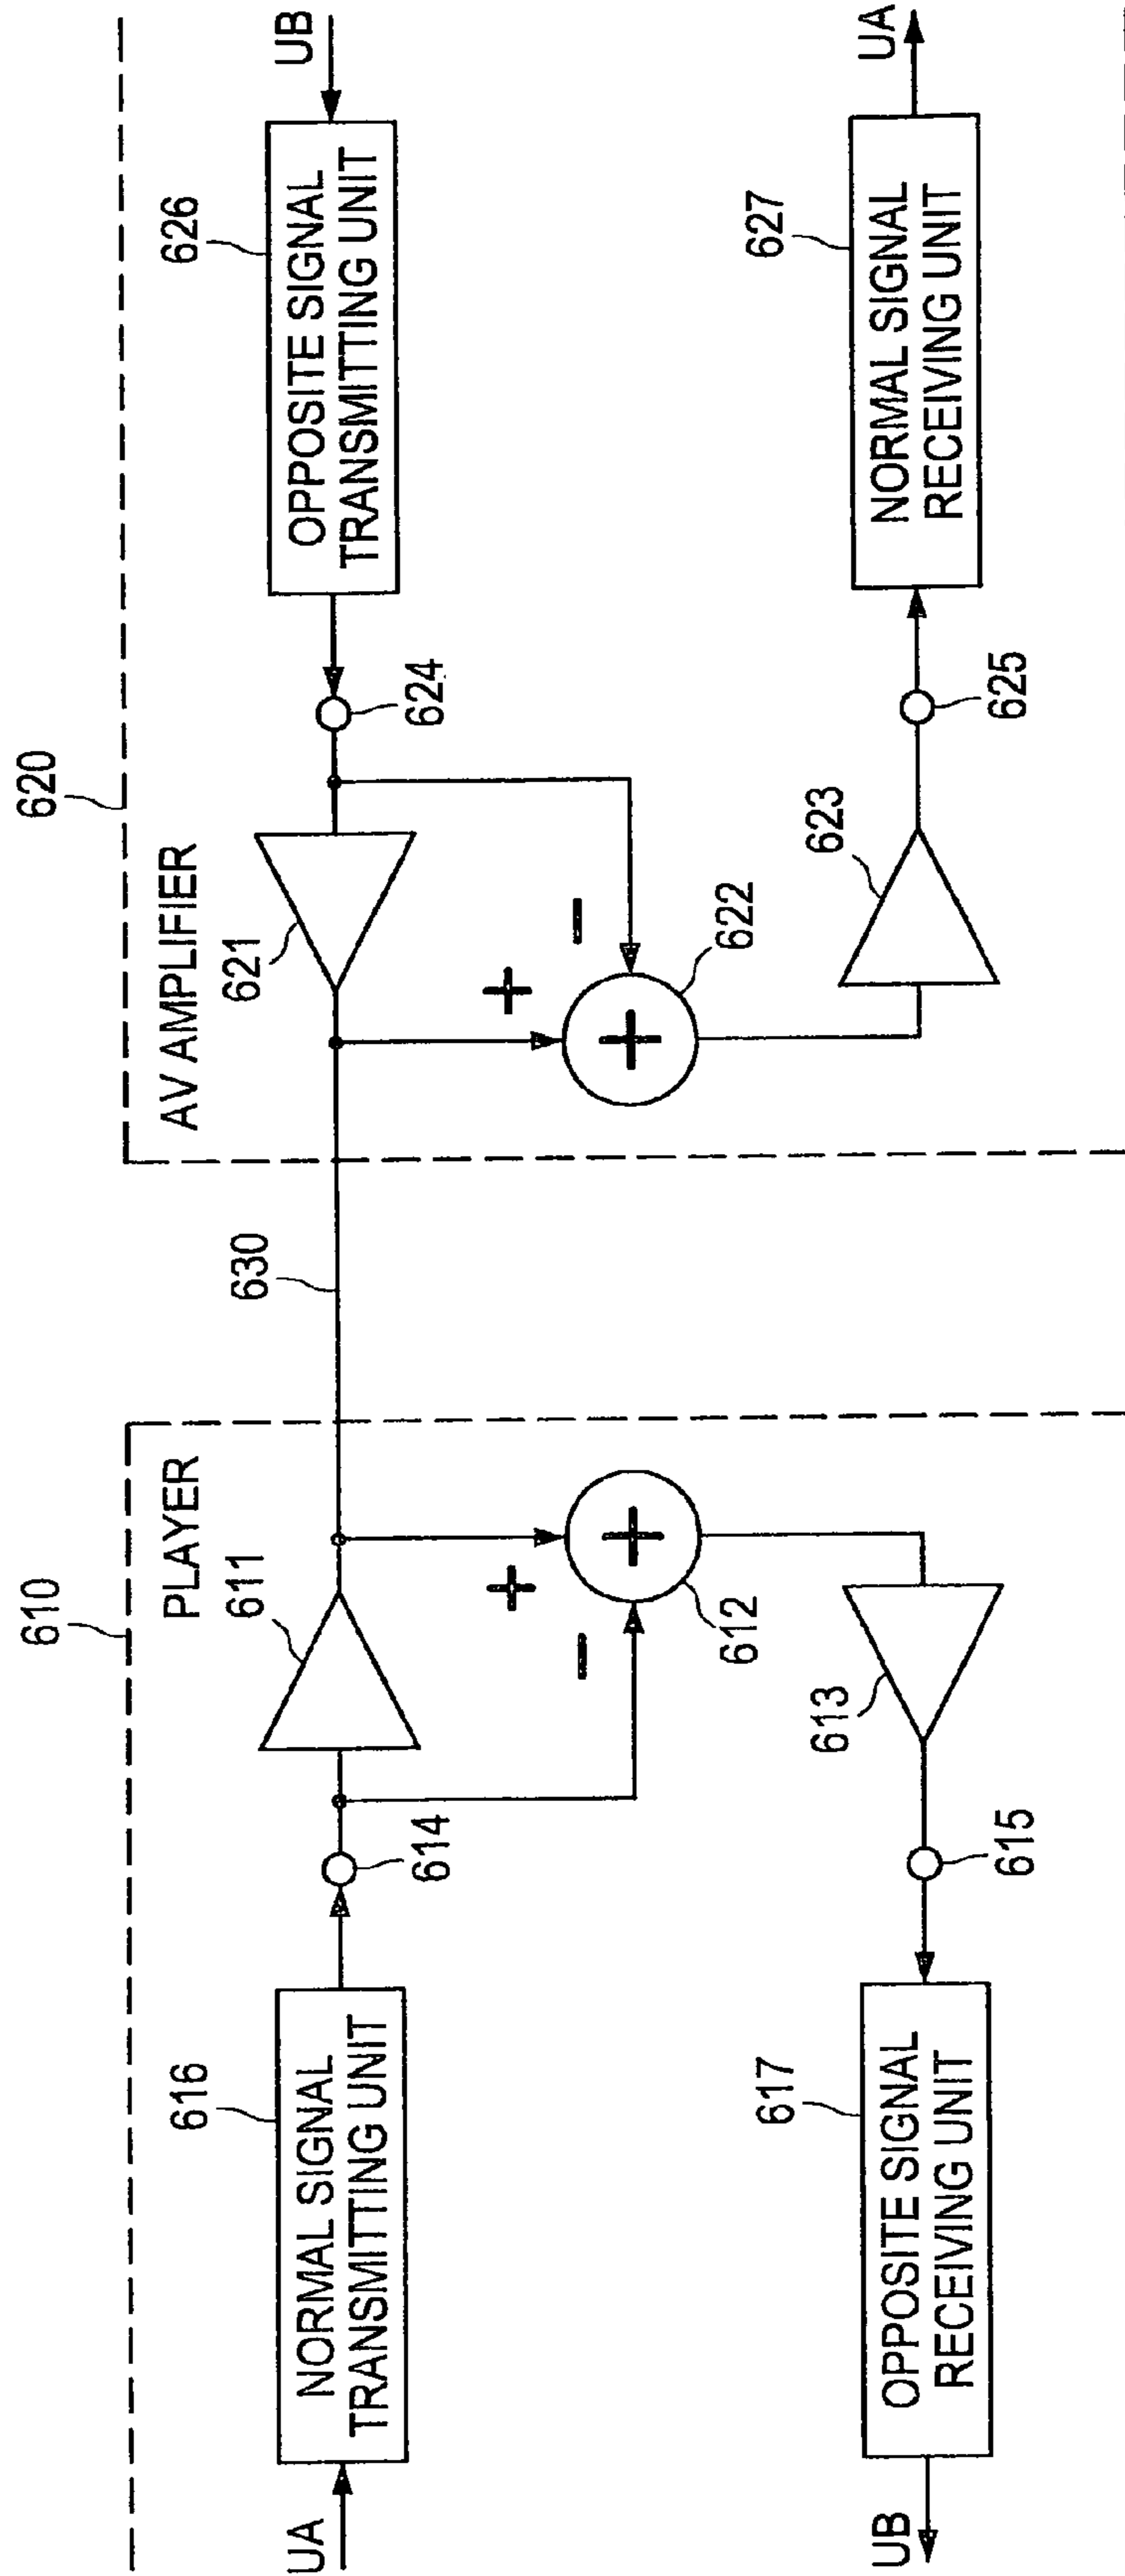 610
PLAYER
UA
NORMAL SIGNAL
TRANSMITTING UNIT
616
614
611
+
−
+
612
613
615
617
OPPOSITE SIGNAL
RECEIVING UNIT
UB
630
620
AV AMPLIFIER
621
624
626
OPPOSITE SIGNAL
TRANSMITTING UNIT
UB
+
−
+
622
623
625
627
NORMAL SIGNAL
RECEIVING UNIT
UA